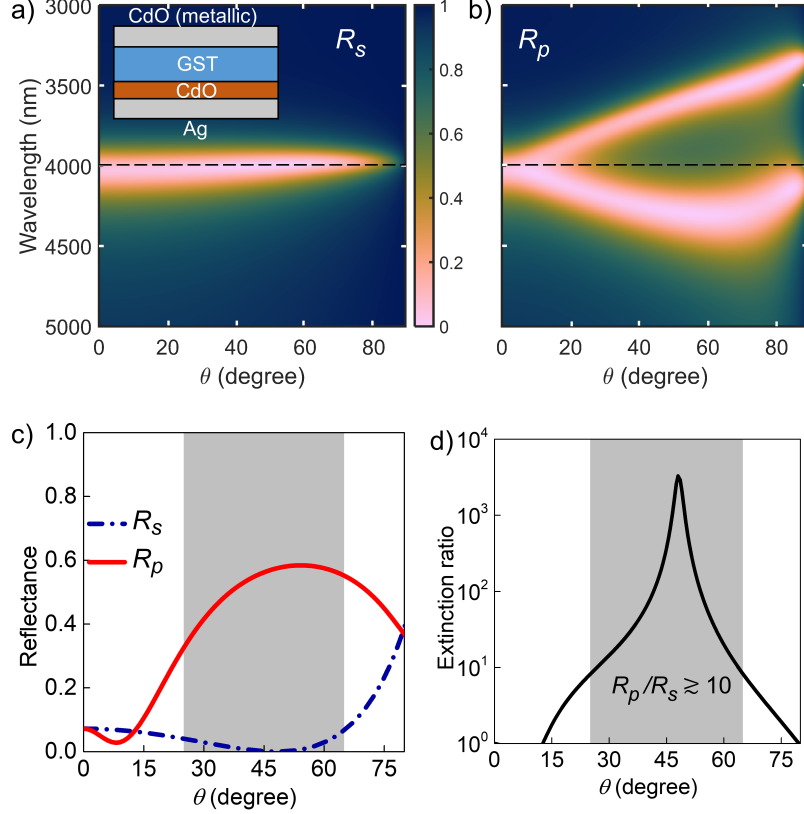 a)
CdO (metallic)
GST
CdO
Ag
R_s
3000
3500
4000
4500
5000
Wavelength (nm)
0
20
40
60
80
θ (degree)
1
0.8
0.6
0.4
0.2
0
b)
R_p
0
20
40
60
80
θ (degree)
c)
1.0
0.8
0.6
0.4
0.2
0.0
Reflectance
R_s
R_p
0
15
30
45
60
75
θ (degree)
d)
10^4
10^3
10^2
10^1
10^0
Extinction ratio
R_p/R_s ≳ 10
0
15
30
45
60
75
θ (degree)